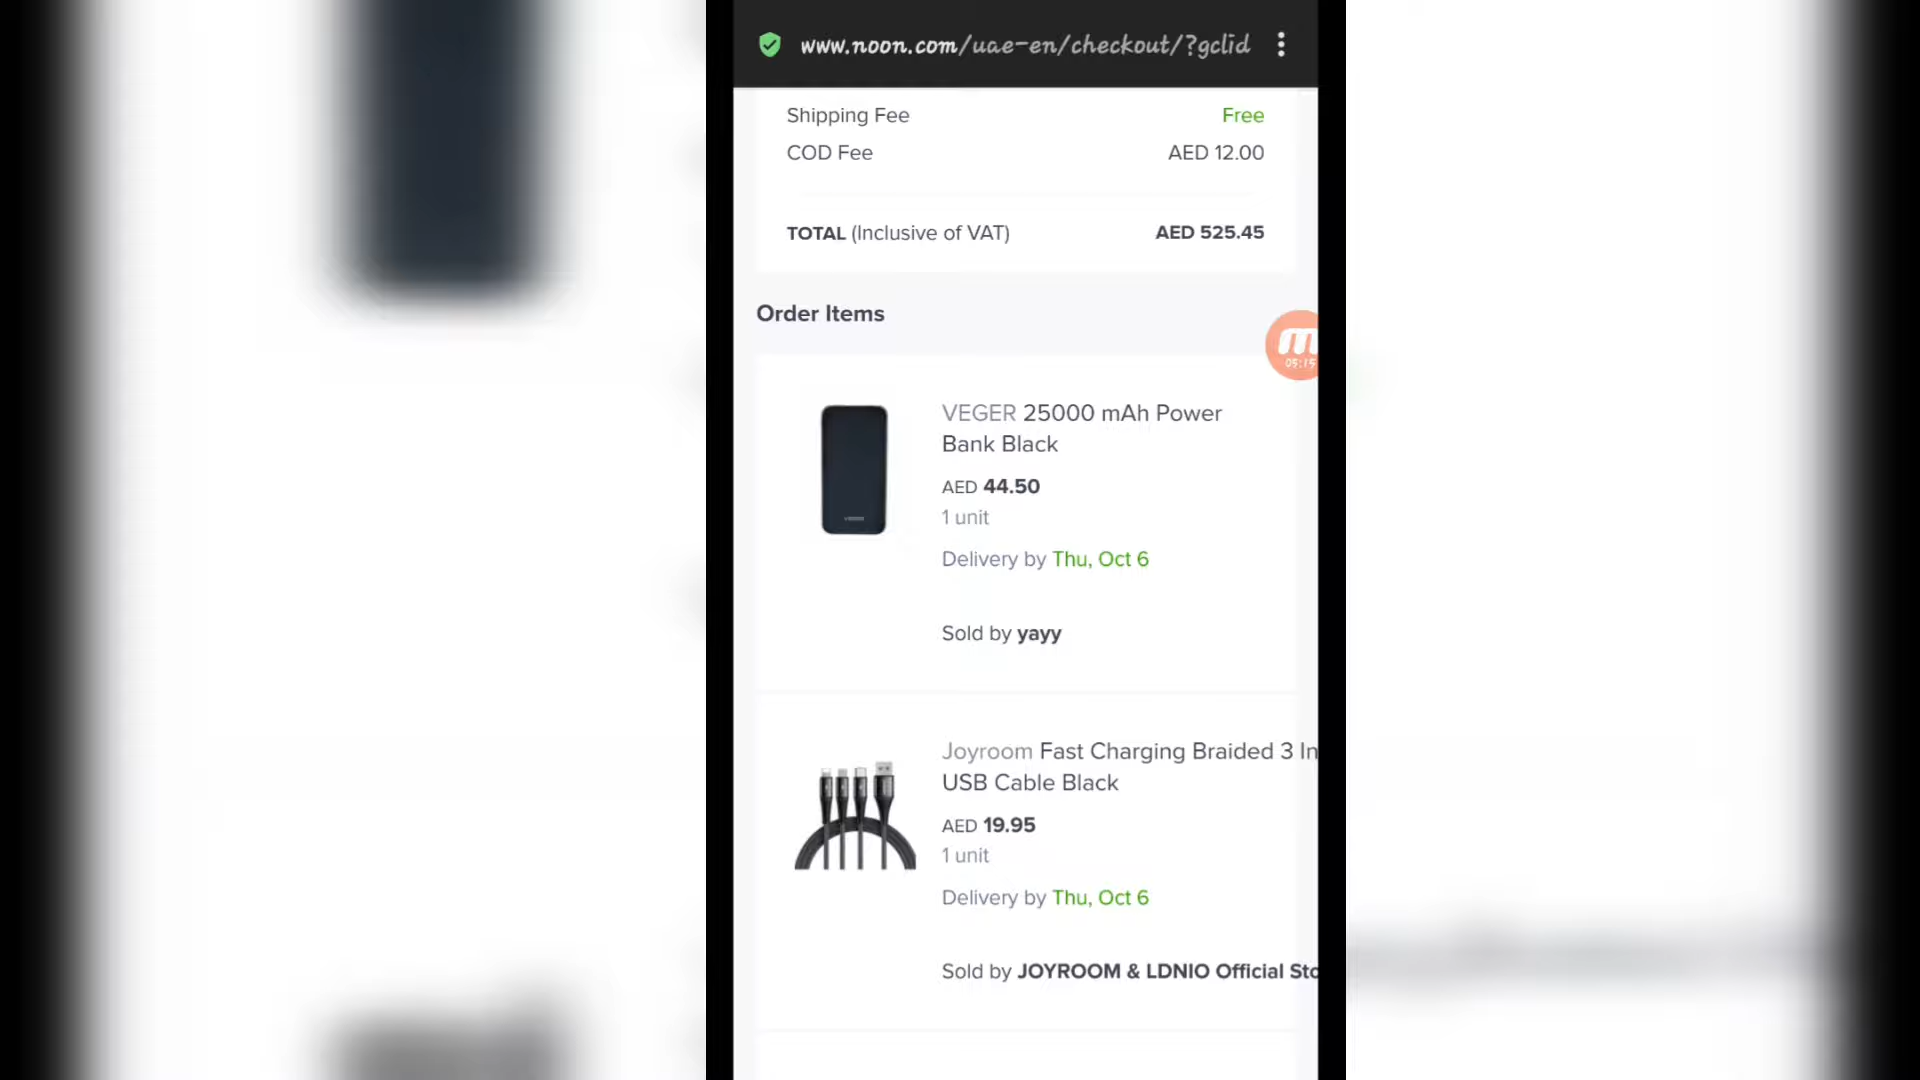 www.noon.com/uae-en/checkout/?gclid
Shipping Fee Free
COD Fee AED 12.00
TOTAL (Inclusive of VAT) AED 525.45
Order Items
05:15
VEGER 25000 mAh Power
Bank Black
AED 44.50
1 unit
Delivery by Thu, Oct 6
Sold by yayy
Joyroom Fast Charging Braided 3 In
USB Cable Black
AED 19.95
1 unit
Delivery by Thu, Oct 6
Sold by JOYROOM & LDNIO Official Sto